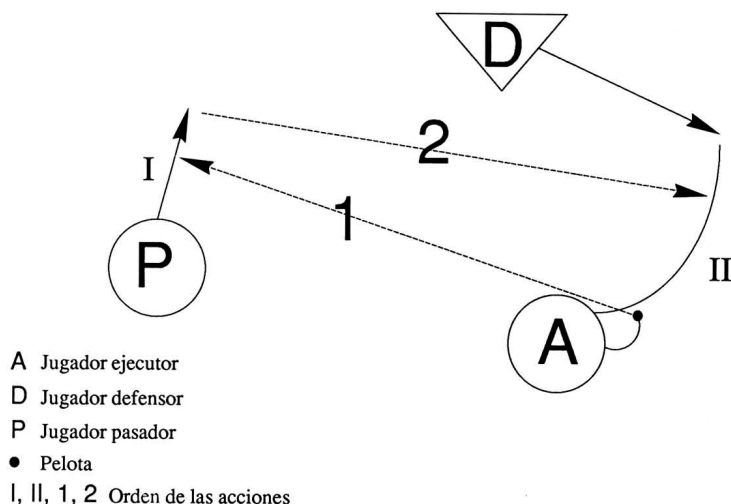 D
2
I
1
P
II
A
A Jugador ejecutor
D Jugador defensor
P Jugador pasador
● Pelota
I, II, 1, 2 Orden de las acciones